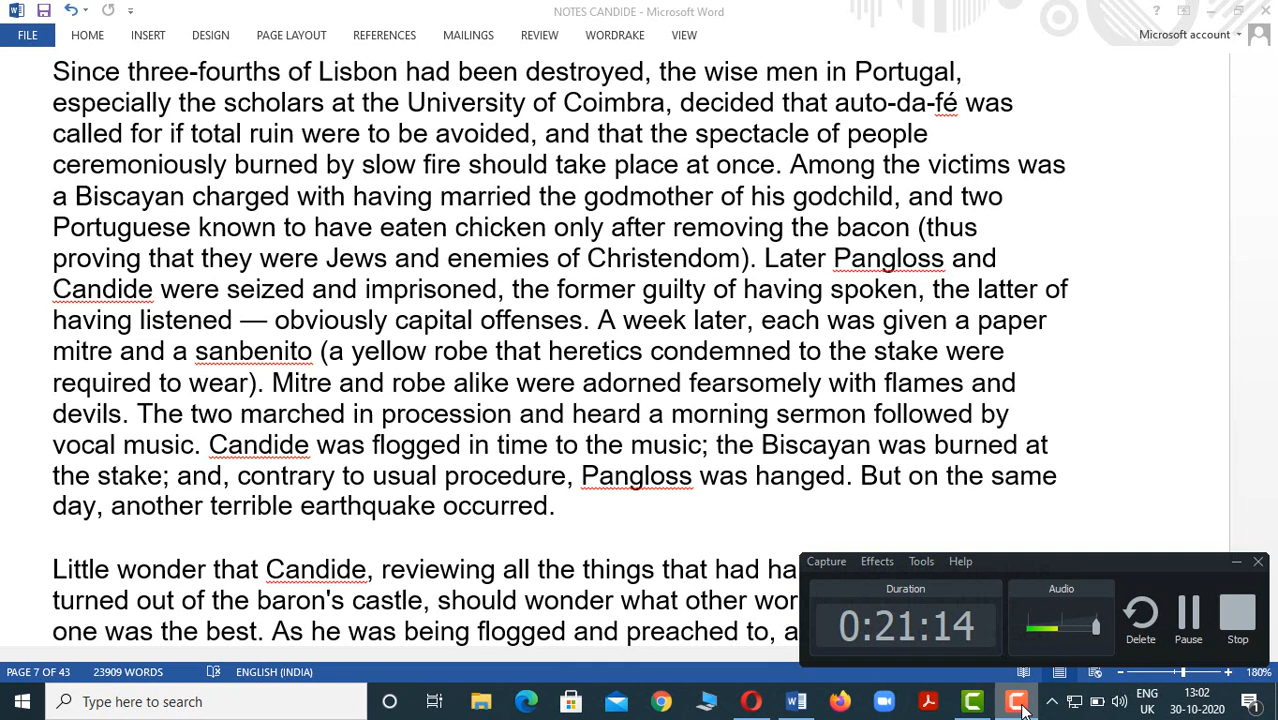 NOTES CANDIDE - Microsoft Word
FILE HOME INSERT DESIGN PAGE LAYOUT REFERENCES MAILINGS REVIEW WORDRAKE VIEW Microsoft account
Since three-fourths of Lisbon had been destroyed, the wise men in Portugal,
especially the scholars at the University of Coimbra, decided that auto-da-fé was
called for if total ruin were to be avoided, and that the spectacle of people
ceremoniously burned by slow fire should take place at once. Among the victims was
a Biscayan charged with having married the godmother of his godchild, and two
Portuguese known to have eaten chicken only after removing the bacon (thus
proving that they were Jews and enemies of Christendom). Later Pangloss and
Candide were seized and imprisoned, the former guilty of having spoken, the latter of
having listened — obviously capital offenses. A week later, each was given a paper
mitre and a sanbenito (a yellow robe that heretics condemned to the stake were
required to wear). Mitre and robe alike were adorned fearsomely with flames and
devils. The two marched in procession and heard a morning sermon followed by
vocal music. Candide was flogged in time to the music; the Biscayan was burned at
the stake; and, contrary to usual procedure, Pangloss was hanged. But on the same
day, another terrible earthquake occurred.
Little wonder that Candide, reviewing all the things that had ha
turned out of the baron's castle, should wonder what other wor
one was the best. As he was being flogged and preached to, a
Capture Effects Tools Help
Duration Audio
0:21:14
Delete Pause Stop
PAGE 7 OF 43 23909 WORDS ENGLISH (INDIA) 180%
Type here to search
ENG 13:02
UK 30-10-2020
1